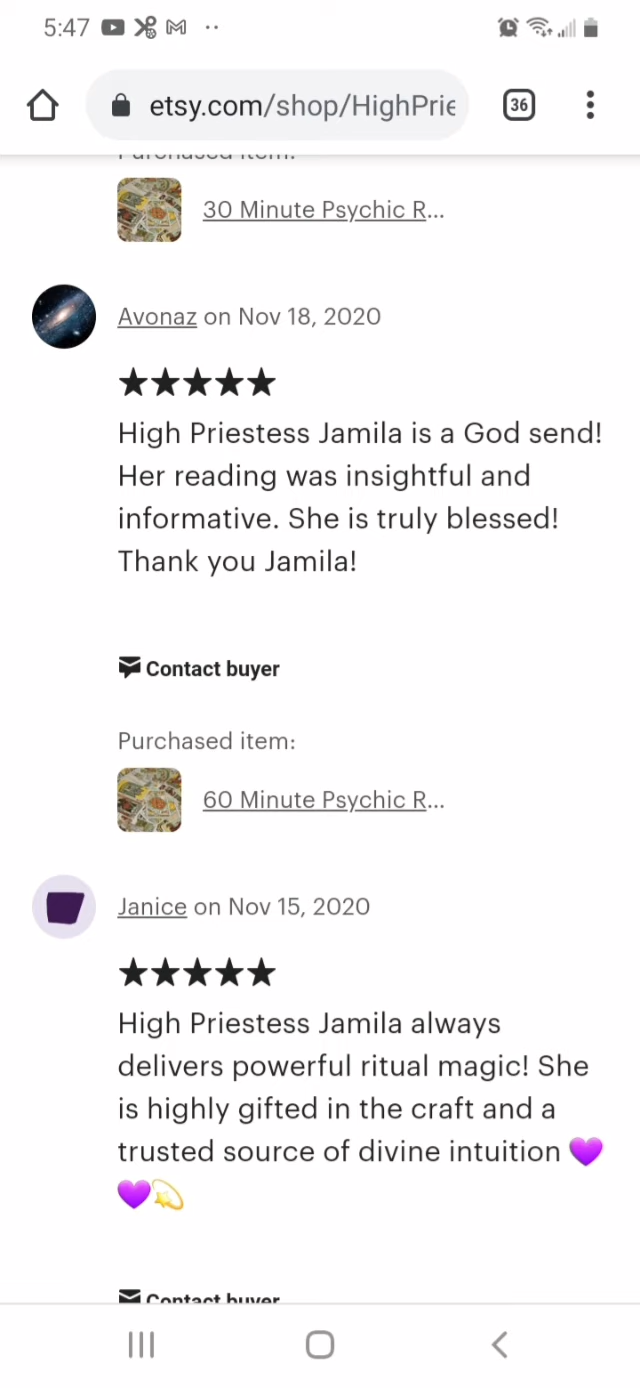 5:47
etsy.com/shop/HighPrie
36
Purchased item:
30 Minute Psychic R...
Avonaz on Nov 18, 2020
★★★★★
High Priestess Jamila is a God send!
Her reading was insightful and
informative. She is truly blessed!
Thank you Jamila!
Contact buyer
Purchased item:
60 Minute Psychic R...
Janice on Nov 15, 2020
★★★★★
High Priestess Jamila always
delivers powerful ritual magic! She
is highly gifted in the craft and a
trusted source of divine intuition 💜
💜💫
Contact buyer